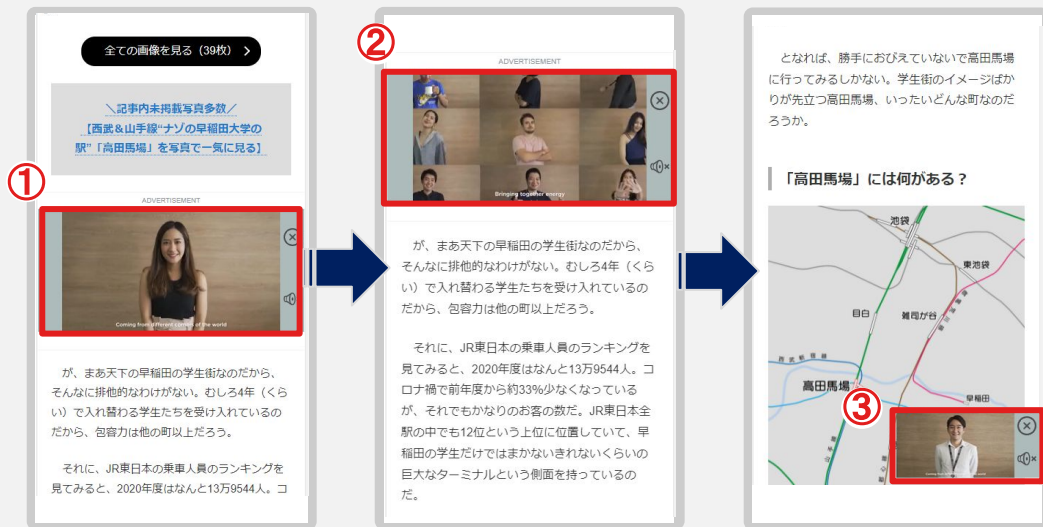 ①
全ての画像を見る（39枚）
＼記事内未掲載写真多数／
【西武＆山手線“ナゾの早稲田大学の
駅”「高田馬場」を写真で一気に見る】
ADVERTISEMENT
Coming from different corners of the world
が、まあ天下の早稲田の学生街なのだから、
そんなに排他的なわけがない。むしろ4年（くら
い）で入れ替わる学生たちを受け入れているの
だから、包容力は他の町以上だろう。
それに、JR東日本の乗車人員のランキングを
見てみると、2020年度はなんと13万9544人。コ
②
ADVERTISEMENT
Bringing together energy
が、まあ天下の早稲田の学生街なのだから、
そんなに排他的なわけがない。むしろ4年（くら
い）で入れ替わる学生たちを受け入れているの
だから、包容力は他の町以上だろう。
それに、JR東日本の乗車人員のランキングを
見てみると、2020年度はなんと13万9544人。コ
ロナ禍で前年度から約33%少なくなっている
が、それでもかなりのお客の数だ。JR東日本全
駅の中でも12位という上位に位置していて、早
稲田の学生だけではまかないきれないくらいの
巨大なターミナルという側面を持っているの
だ。
となれば、勝手におびえていないで高田馬場
に行ってみるしかない。学生街のイメージばか
りが先立つ高田馬場、いったいどんな町なのだ
ろうか。
「高田馬場」には何がある？
池袋
東池袋
目白
雑司が谷
西武新宿線
高田馬場
早稲田
山手線
③